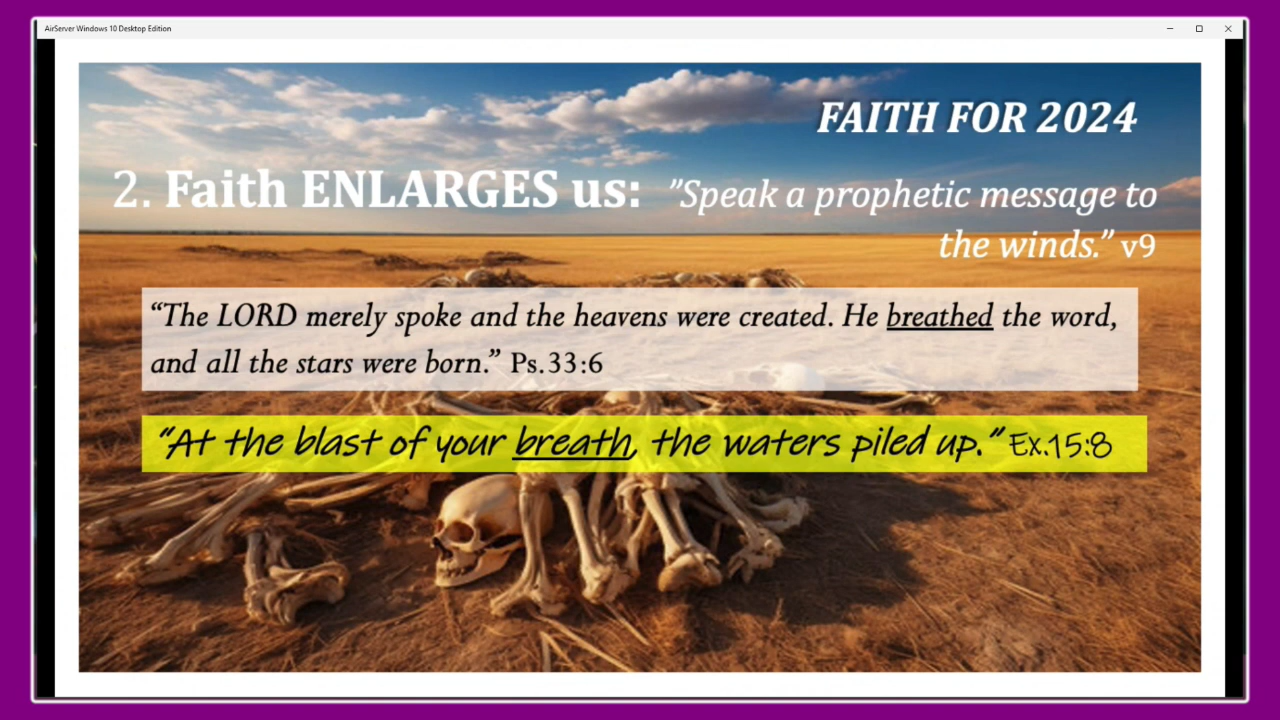 AirServer Windows 10 Desktop Edition
FAITH FOR 2024
2. Faith ENLARGES us: "Speak a prophetic message to
the winds." v9
“The LORD merely spoke and the heavens were created. He breathed the word,
and all the stars were born.” Ps.33:6
“At the blast of your breath, the waters piled up.” Ex.15:8